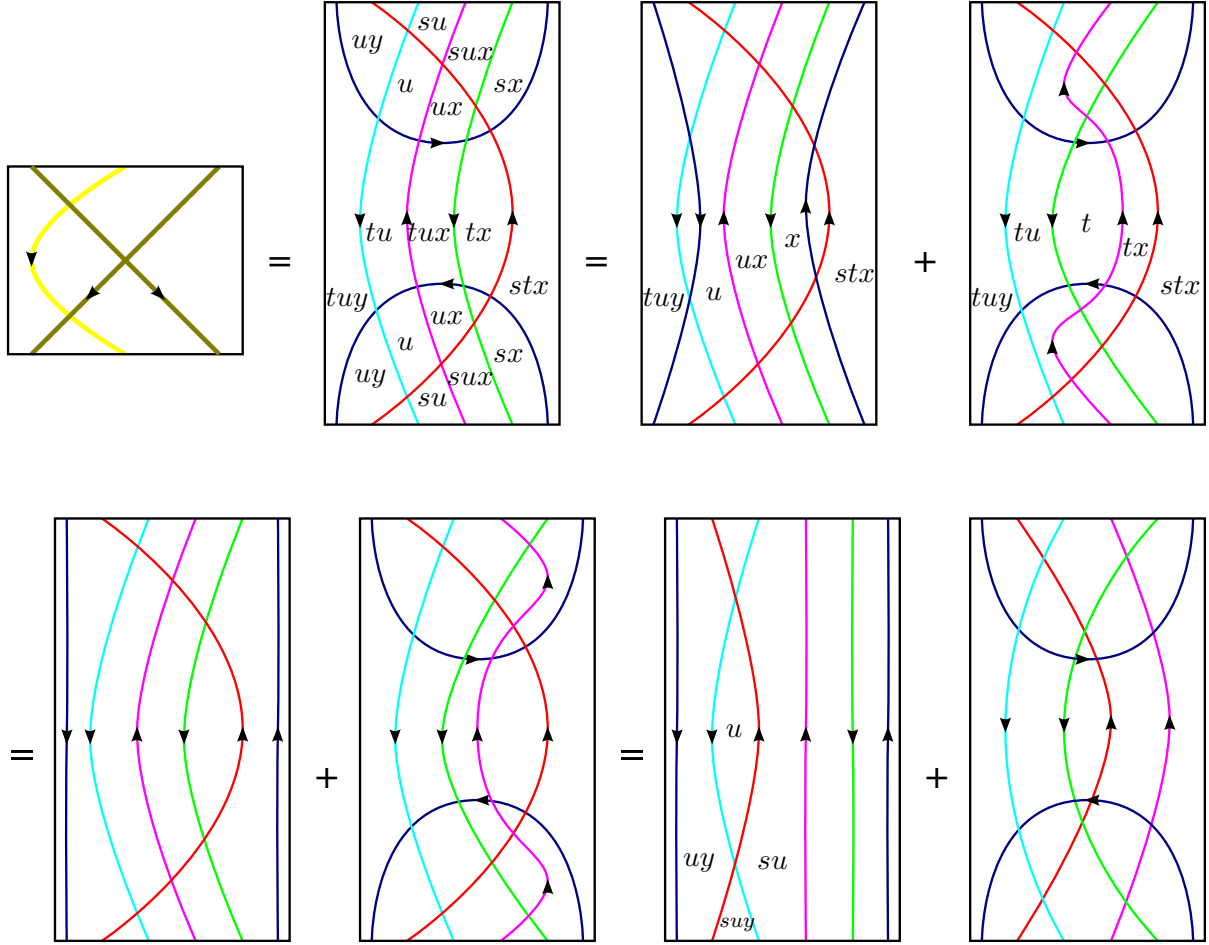 su
uy
sux
u
sx
ux
=
tu
tux
tx
stx
tuy
ux
u
sx
uy
sux
su
=
x
ux
stx
tuy
u
+
t
tu
tx
tuy
stx
=
+
=
u
uy
su
suy
+